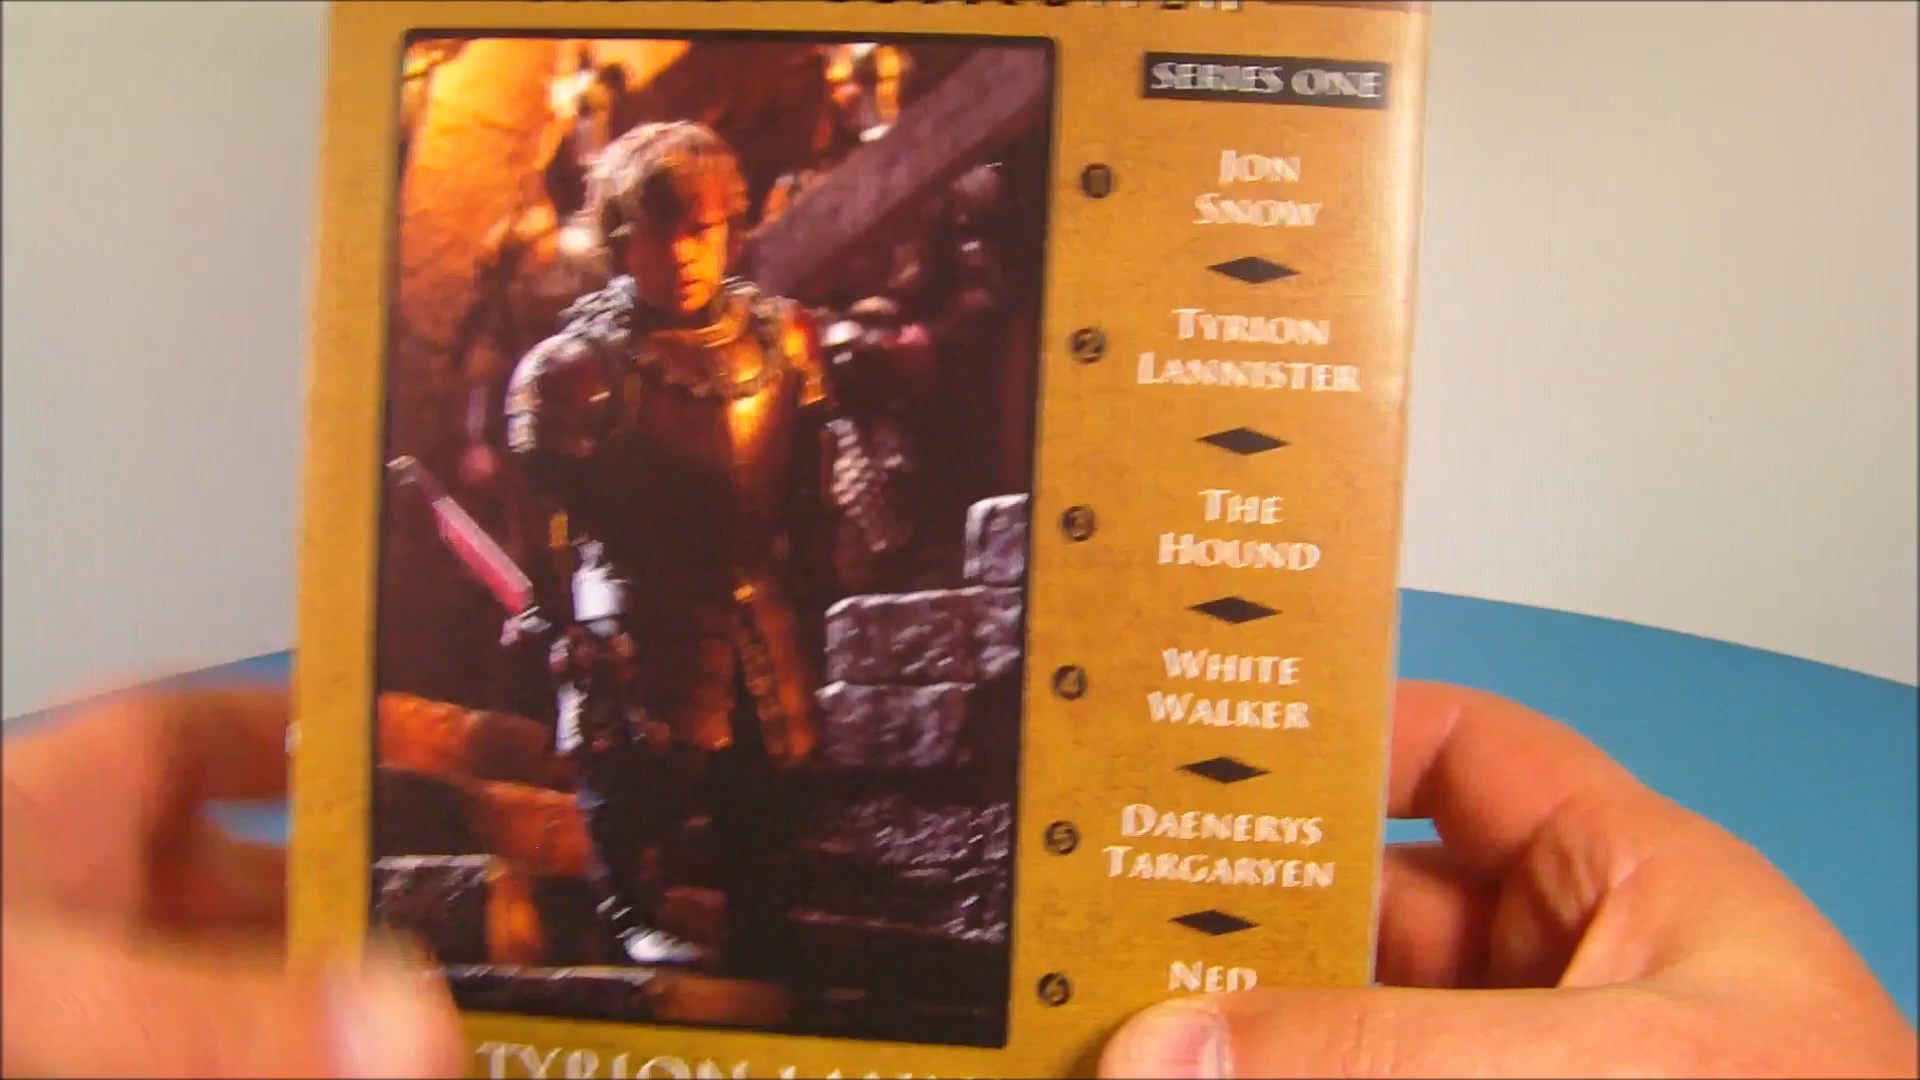 SERIES ONE
1
JON
SNOW
2
TYRION
LANNISTER
3
THE
HOUND
4
WHITE
WALKER
5
DAENERYS
TARGARYEN
6
NED
TYRION